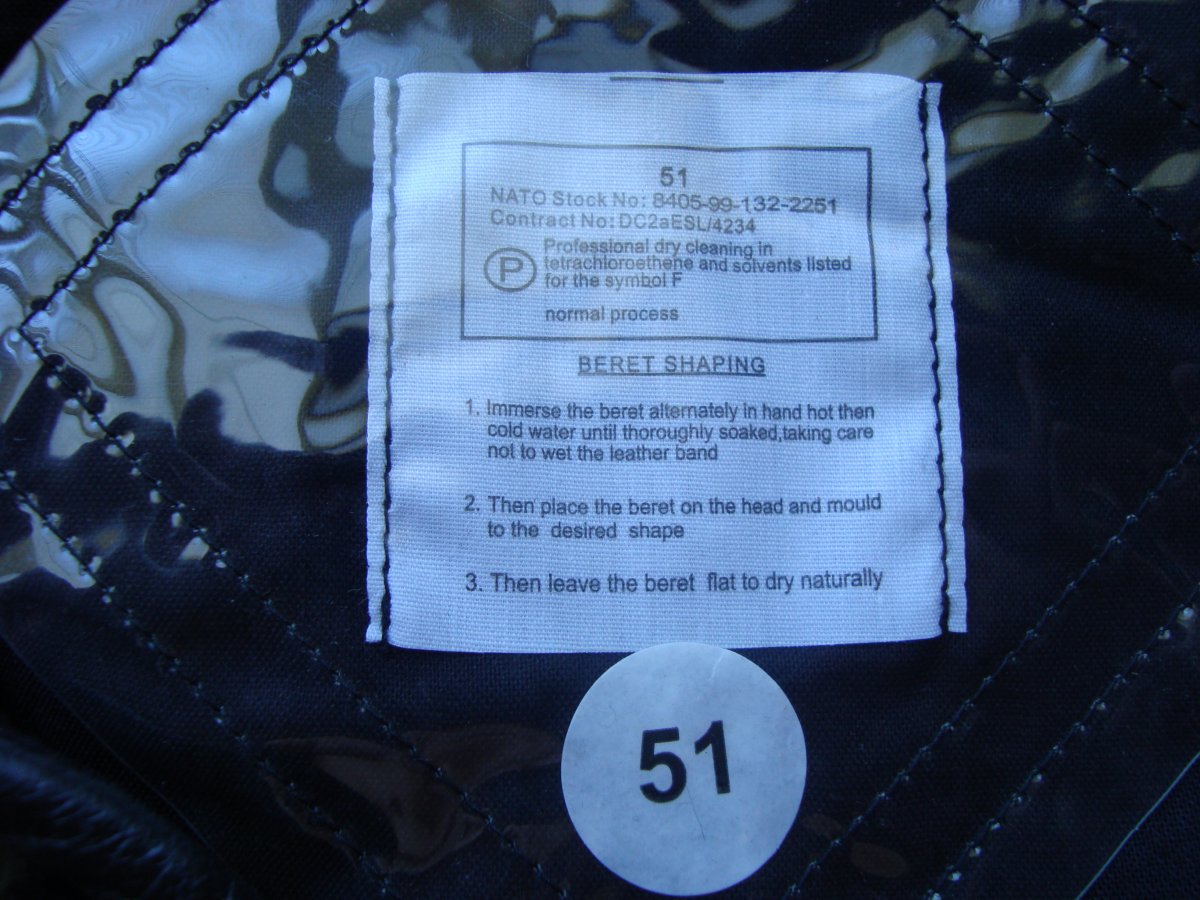 51
NATO Stock No: 8405-99-132-2251
Contract No: DC2aESL/4234
P
Professional dry cleaning in
tetrachloroethene and solvents listed
for the symbol F
normal process
BERET SHAPING
1. Immerse the beret alternately in hand hot then
cold water until thoroughly soaked,taking care
not to wet the leather band
2. Then place the beret on the head and mould
to the desired shape
3. Then leave the beret flat to dry naturally
51